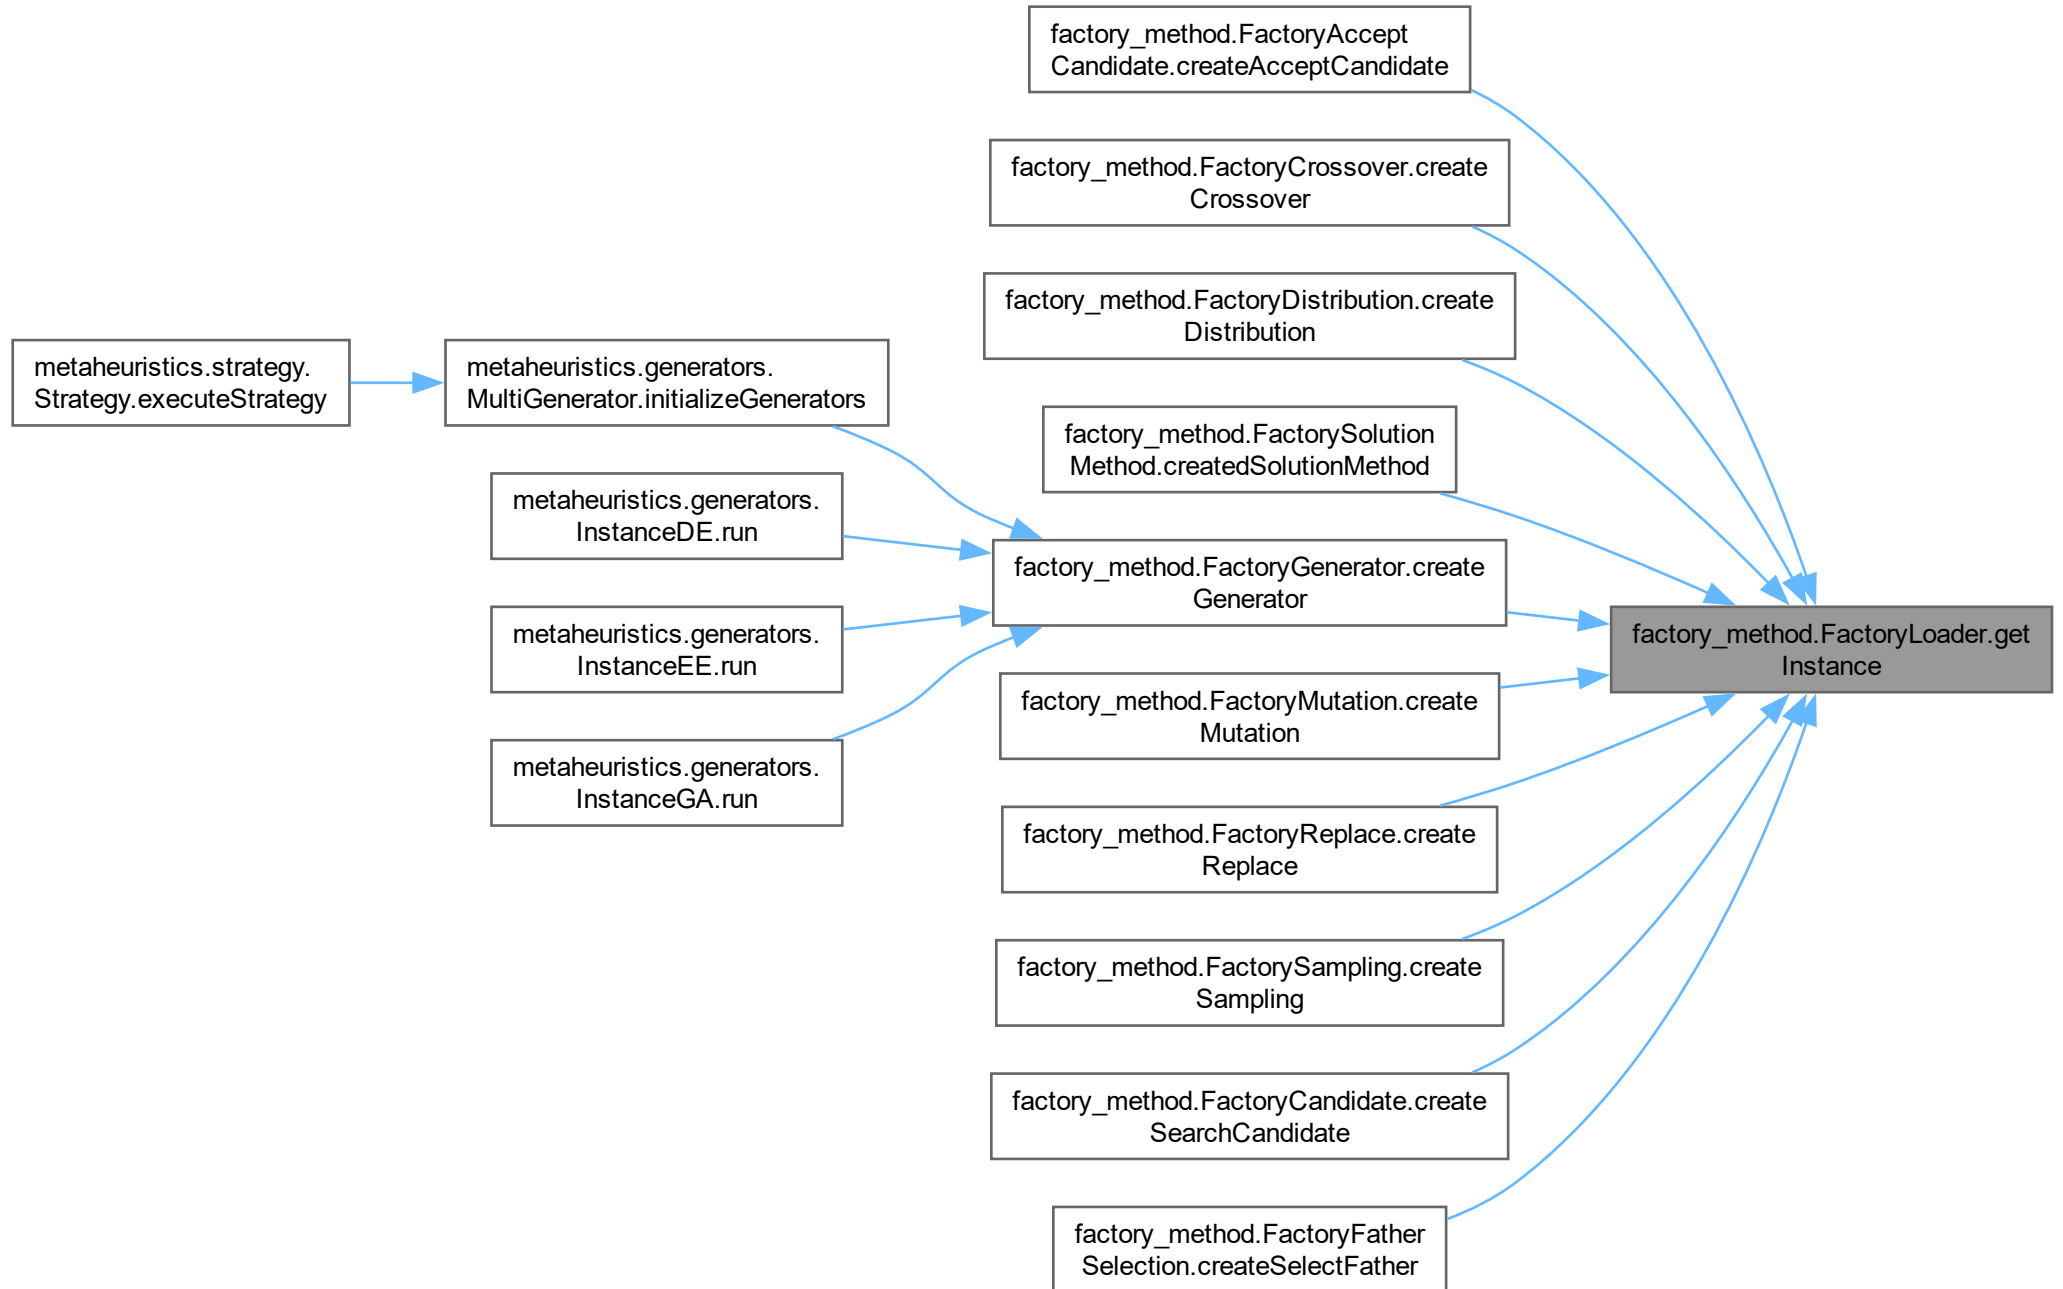 factory_method.FactoryAccept
Candidate.createAcceptCandidate
factory_method.FactoryCrossover.create
Crossover
factory_method.FactoryDistribution.create
Distribution
factory_method.FactorySolution
Method.createdSolutionMethod
metaheuristics.strategy.
Strategy.executeStrategy
metaheuristics.generators.
MultiGenerator.initializeGenerators
metaheuristics.generators.
InstanceDE.run
metaheuristics.generators.
InstanceEE.run
metaheuristics.generators.
InstanceGA.run
factory_method.FactoryGenerator.create
Generator
factory_method.FactoryLoader.get
Instance
factory_method.FactoryMutation.create
Mutation
factory_method.FactoryReplace.create
Replace
factory_method.FactorySampling.create
Sampling
factory_method.FactoryCandidate.create
SearchCandidate
factory_method.FactoryFather
Selection.createSelectFather